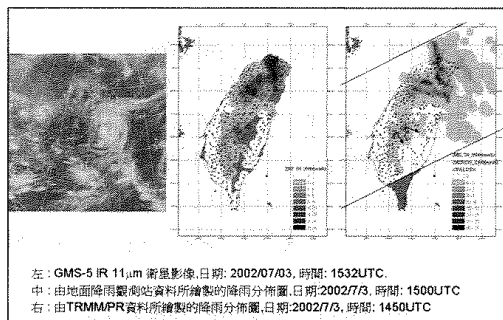 左 : GMS-5 IR 11μm 衛星影像,日期: 2002/07/03, 時間: 1532UTC.
中 : 由地面降雨觀測站資料所繪製的降雨分佈圖,日期:2002/7/3, 時間: 1500UTC
右 : 由TRMM/PR資料所繪製的降雨分佈圖,日期:2002/7/3, 時間: 1450UTC